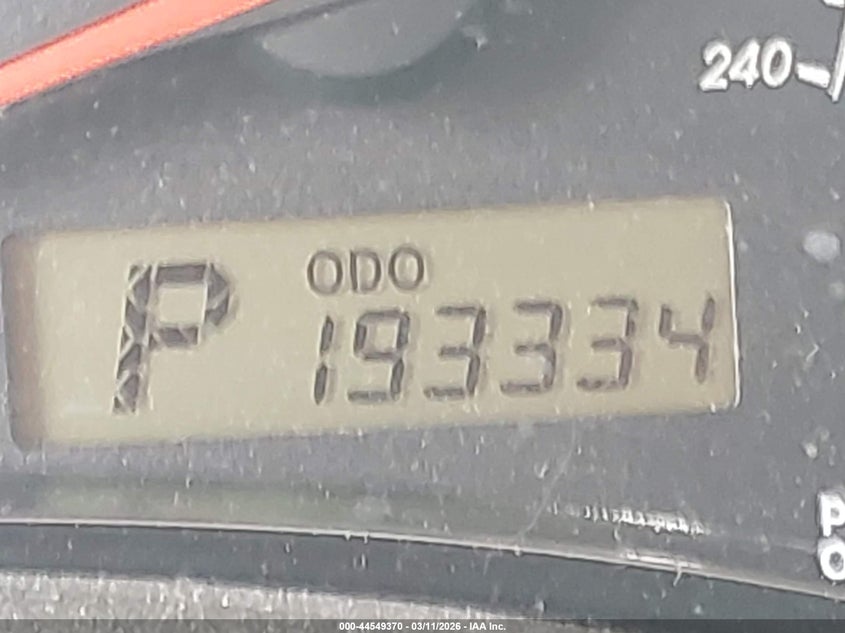 240
P
ODO
193334
P
O
000-44549370 - 03/11/2026 - IAA Inc.